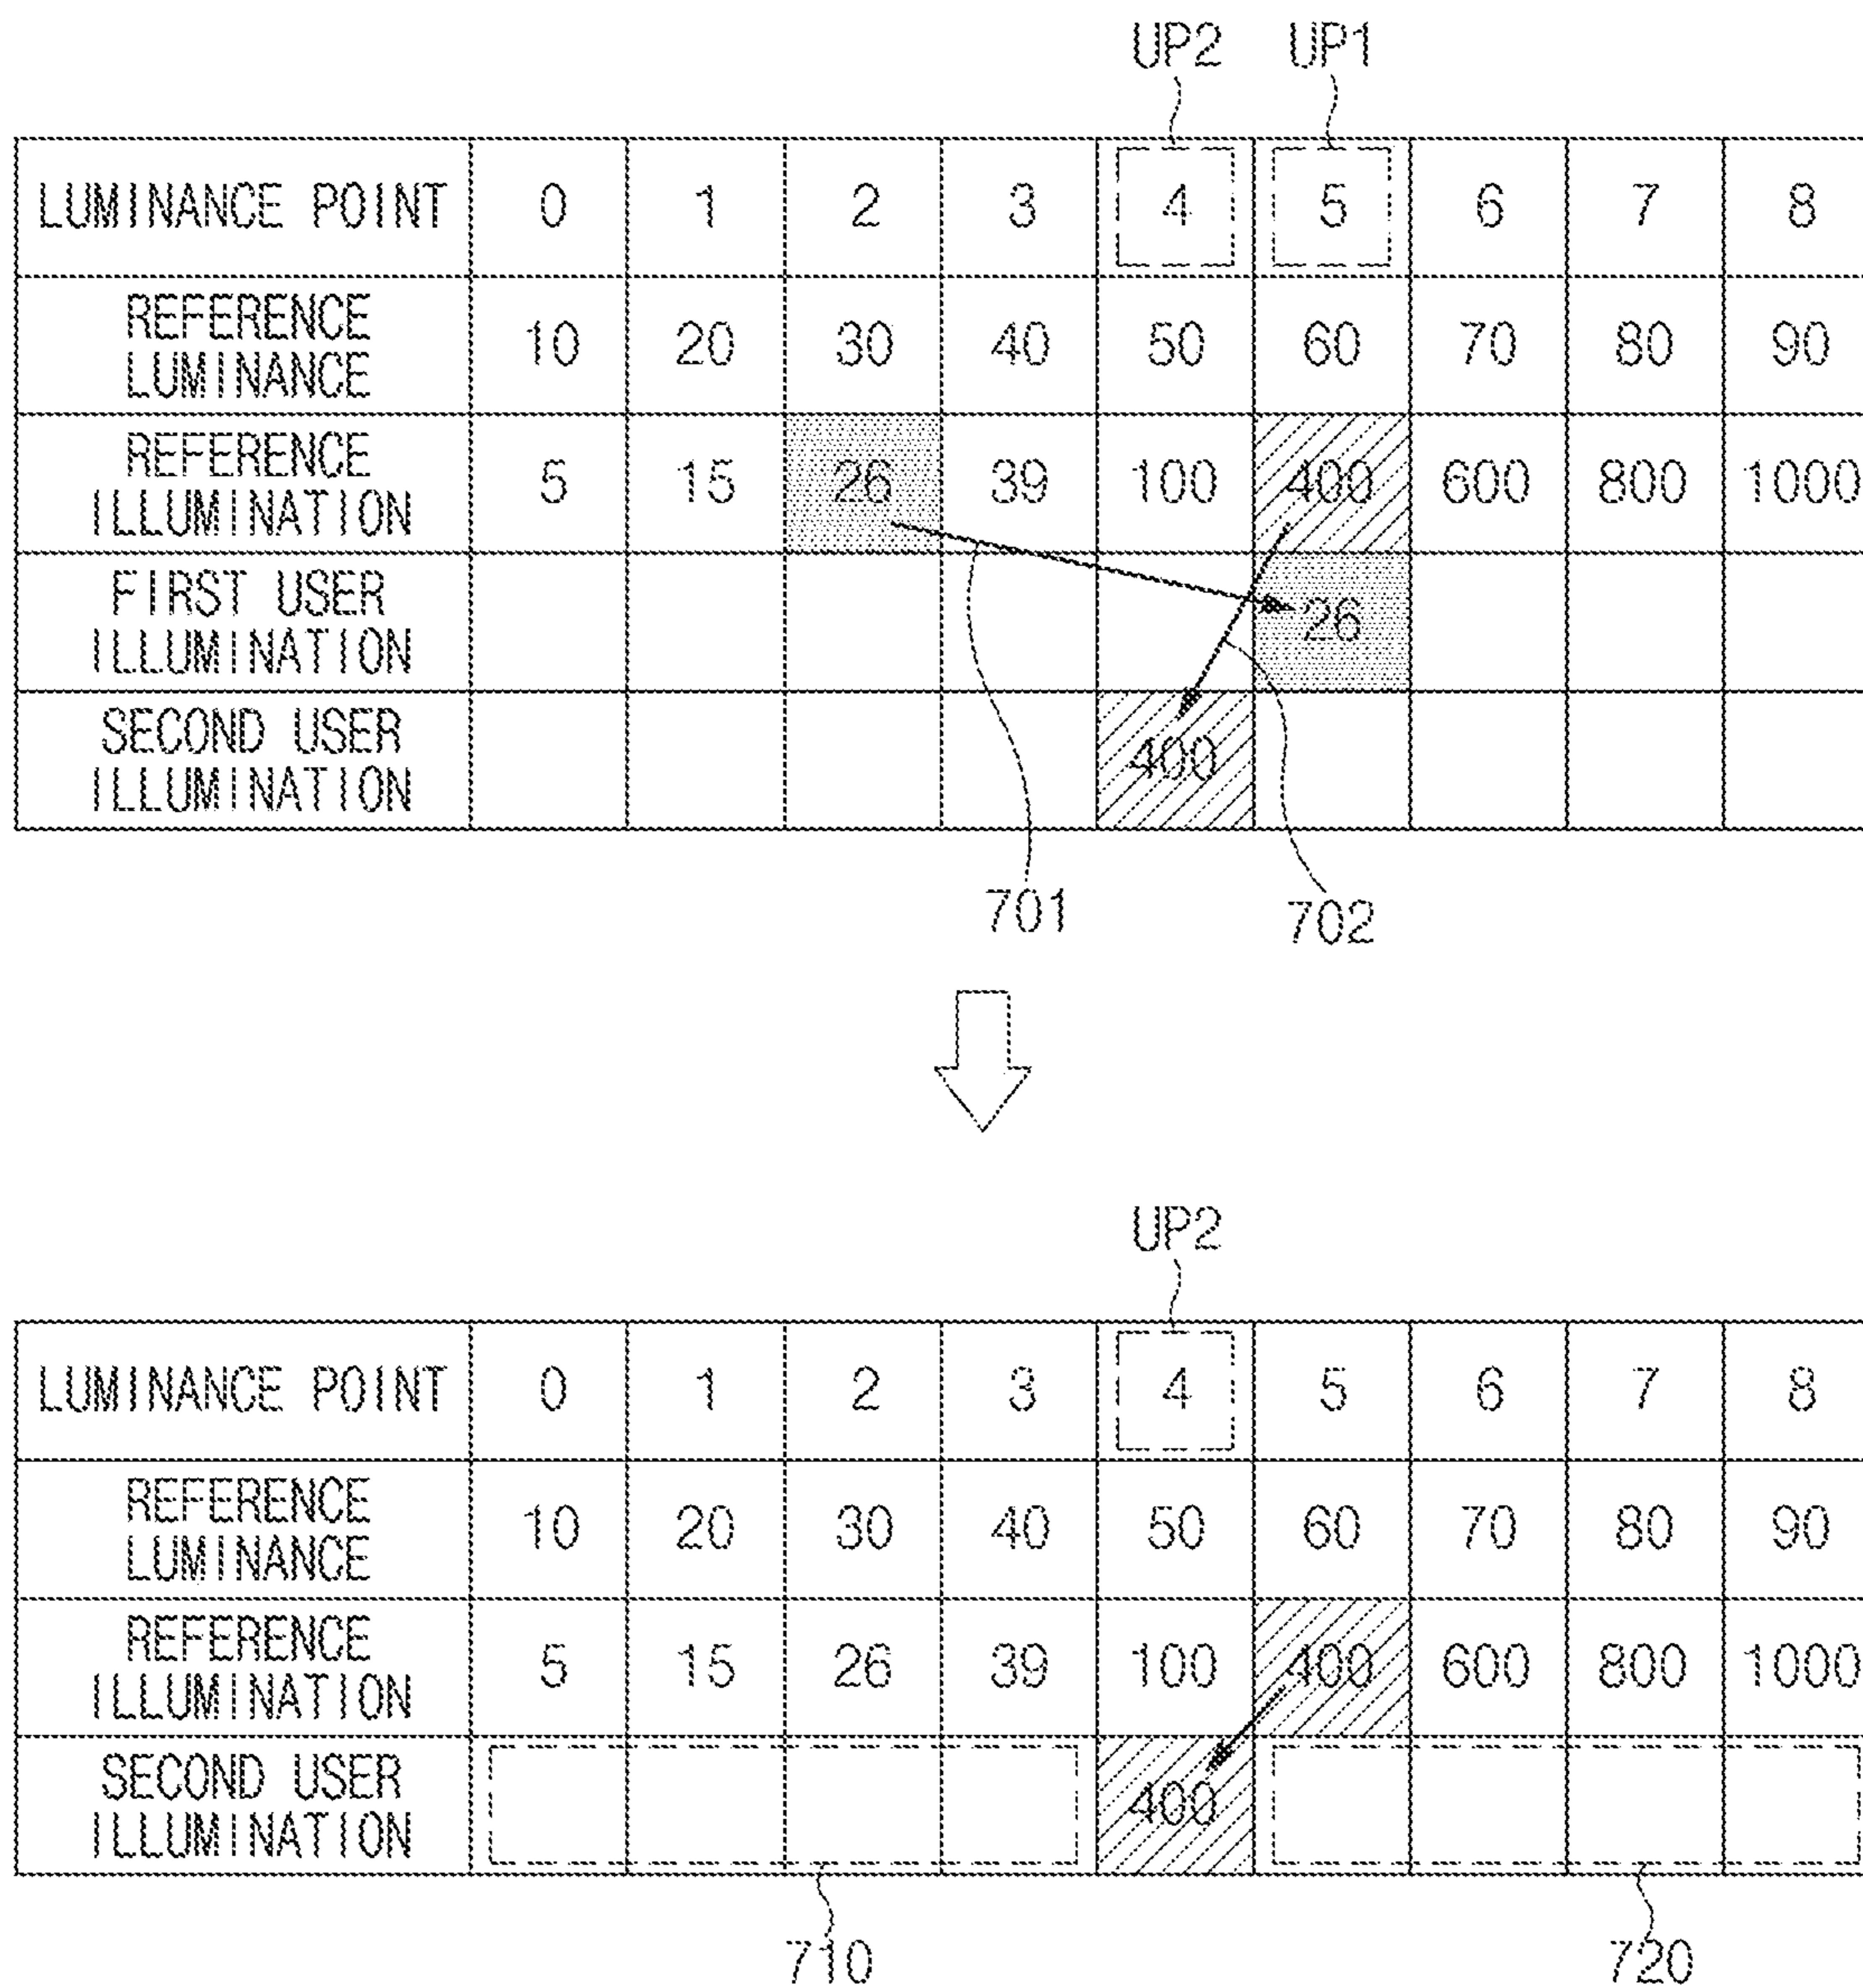 UP2 UP1
LUMINANCE POINT 0 1 2 3 4 5 6 7 8
REFERENCE LUMINANCE 10 20 30 40 50 60 70 80 90
REFERENCE ILLUMINATION 5 15 26 39 100 400 600 800 1000
FIRST USER ILLUMINATION 26
SECOND USER ILLUMINATION 400
701 702
UP2
LUMINANCE POINT 0 1 2 3 4 5 6 7 8
REFERENCE LUMINANCE 10 20 30 40 50 60 70 80 90
REFERENCE ILLUMINATION 5 15 26 39 100 400 600 800 1000
SECOND USER ILLUMINATION 400
710 720